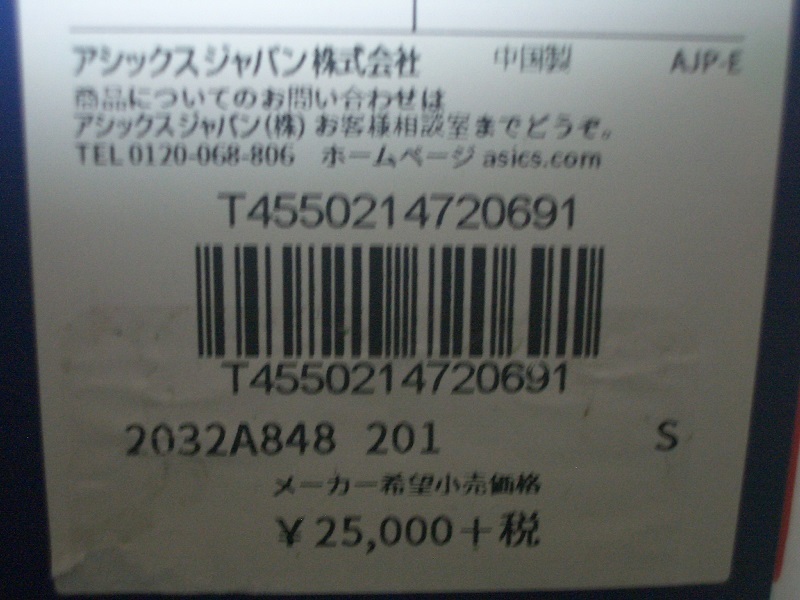 アシックスジャパン株式会社 中国製 AJP-E
商品についてのお問い合わせは
アシックスジャパン(株) お客様相談室までどうぞ。
TEL 0120-068-806 ホームページ asics.com
T4550214720691
T4550214720691
2032A848 201 S
メーカー希望小売価格
¥25,000+税